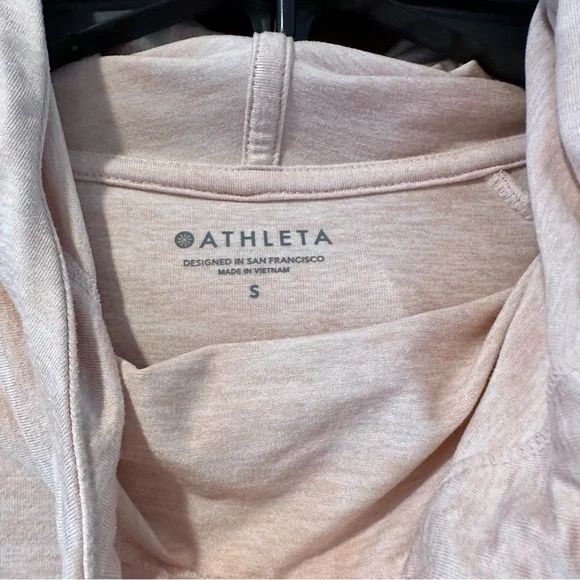 ATHLETA
DESIGNED IN SAN FRANCISCO
MADE IN VIETNAM
S